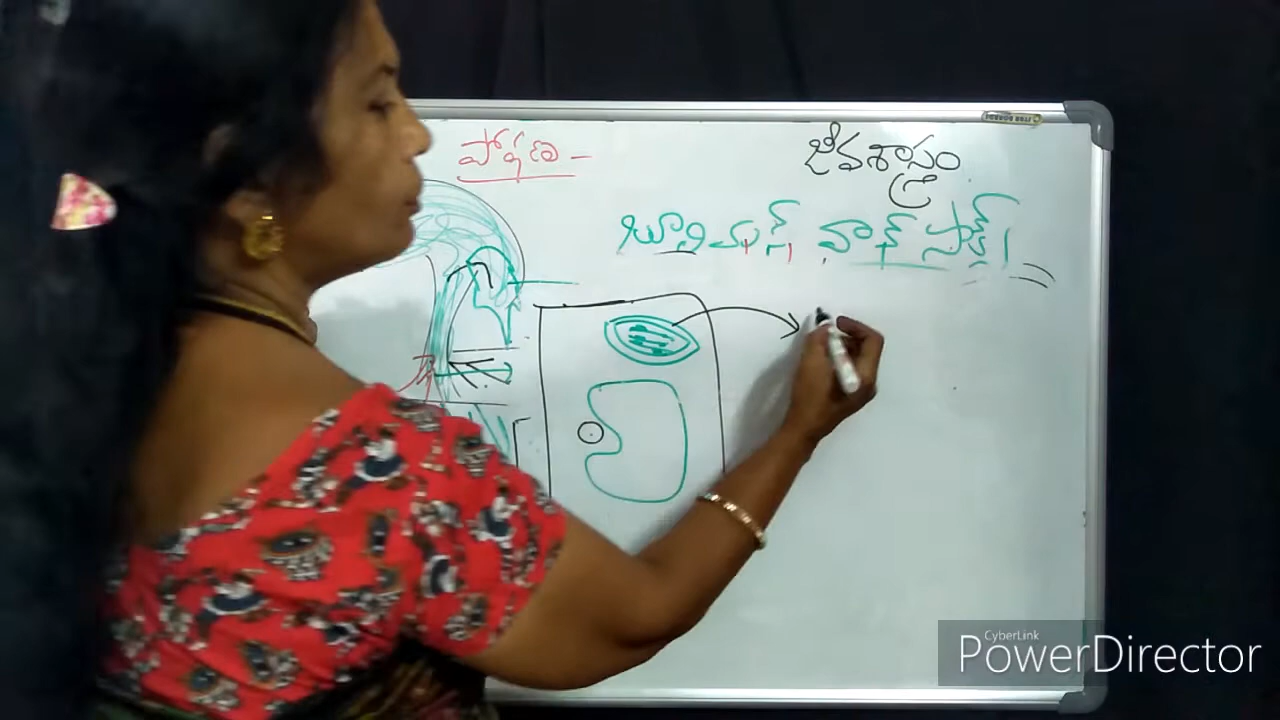 పోషణ -
జీవశాస్త్రం
జూలియస్ వాన్ సాక్స్
CyberLink
PowerDirector